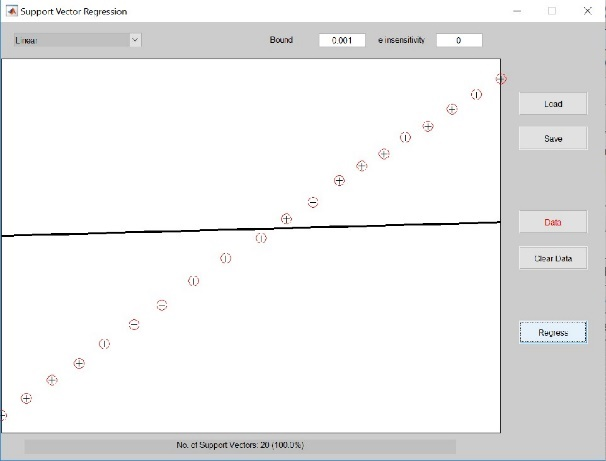 Support Vector Regression
Linear
Bound
0.001
e insensitivity
0
Load
Save
Data
Clear Data
Regress
No. of Support Vectors: 20 (100.0%)